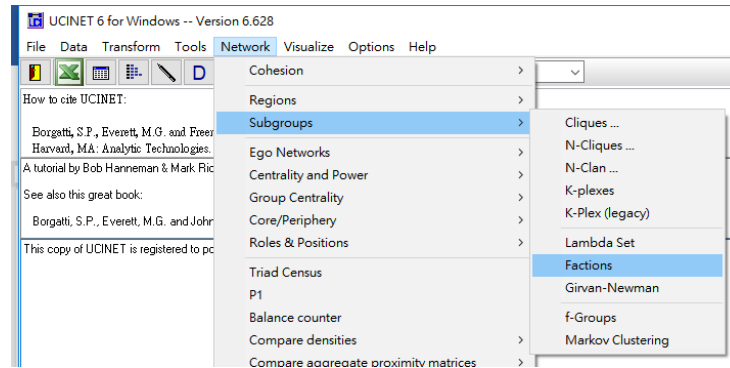 UCINET 6 for Windows -- Version 6.628
File Data Transform Tools Network Visualize Options Help
D
How to cite UCINET:
Borgatti, S.P., Everett, M.G. and Freer
Harvard, MA: Analytic Technologies.
A tutorial by Bob Hanneman & Mark Ric
See also this great book:
Borgatti, S.P., Everett, M.G. and John
This copy of UCINET is registered to pc
Cohesion
Regions
Subgroups
Ego Networks
Centrality and Power
Group Centrality
Core/Periphery
Roles & Positions
Triad Census
P1
Balance counter
Compare densities
Compare aggregate proximity matrices
Cliques ...
N-Cliques ...
N-Clan ...
K-plexes
K-Plex (legacy)
Lambda Set
Factions
Girvan-Newman
f-Groups
Markov Clustering